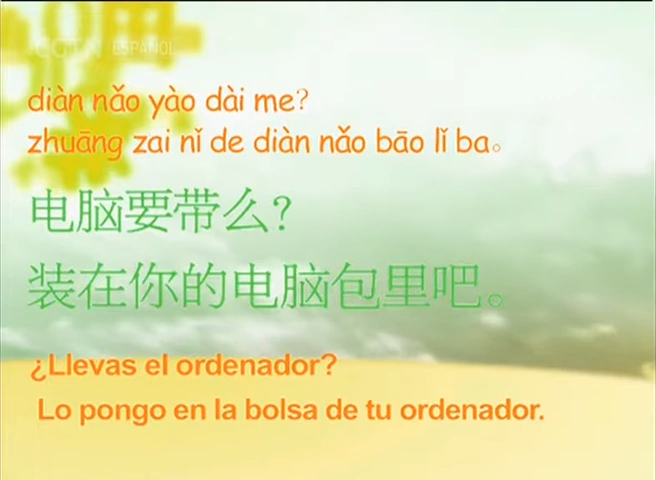 CGTN ESPAÑOL
diàn nǎo yào dài me?
zhuāng zai nǐ de diàn nǎo bāo lǐ ba。
电脑要带么?
装在你的电脑包里吧。
¿Llevas el ordenador?
Lo pongo en la bolsa de tu ordenador.